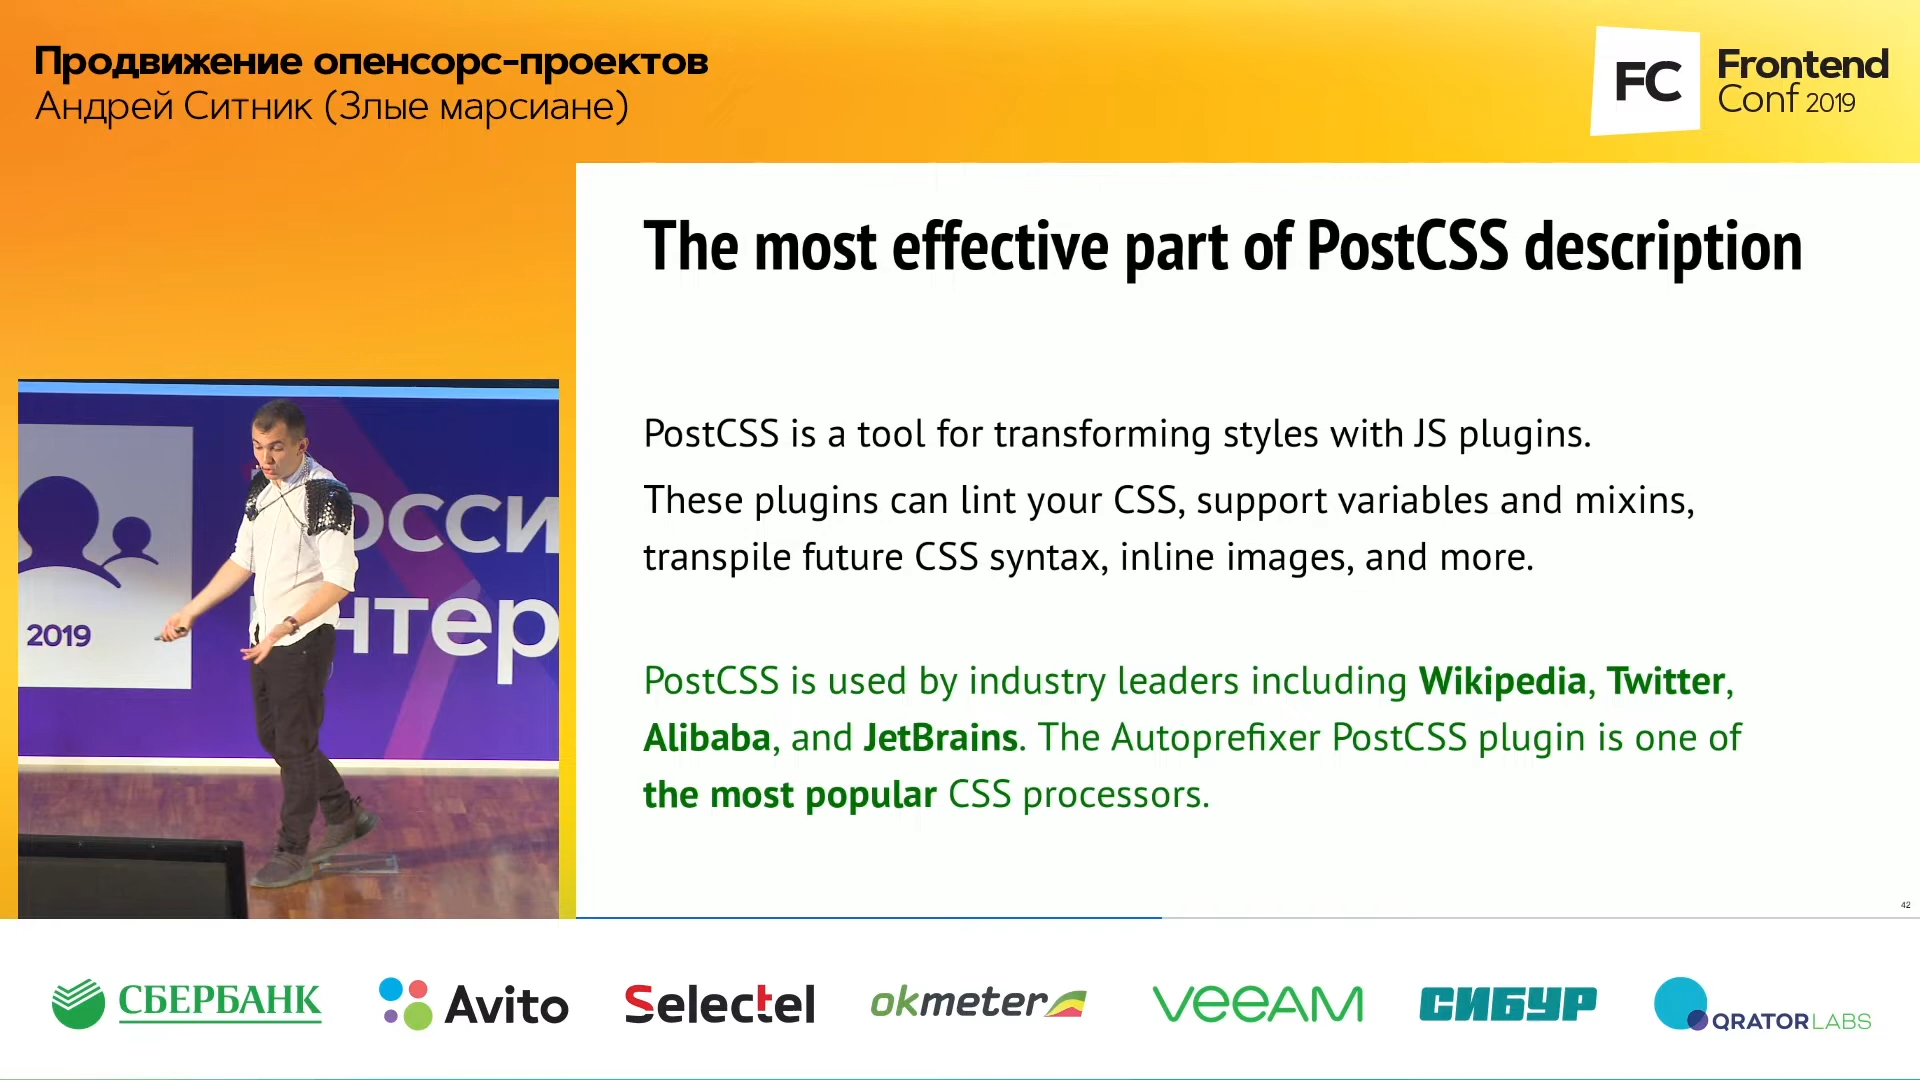 Продвижение опенсорс-проектов
Андрей Ситник (Злые марсиане)
FC
Frontend
Conf 2019
The most effective part of PostCSS description
PostCSS is a tool for transforming styles with JS plugins.
These plugins can lint your CSS, support variables and mixins,
transpile future CSS syntax, inline images, and more.
PostCSS is used by industry leaders including Wikipedia, Twitter,
Alibaba, and JetBrains. The Autoprefixer PostCSS plugin is one of
the most popular CSS processors.
42
2019
осси
нтер
СБЕРБАНК
Avito
Selectel
okmeter
veeAM
СИБУР
QRATOR LABS